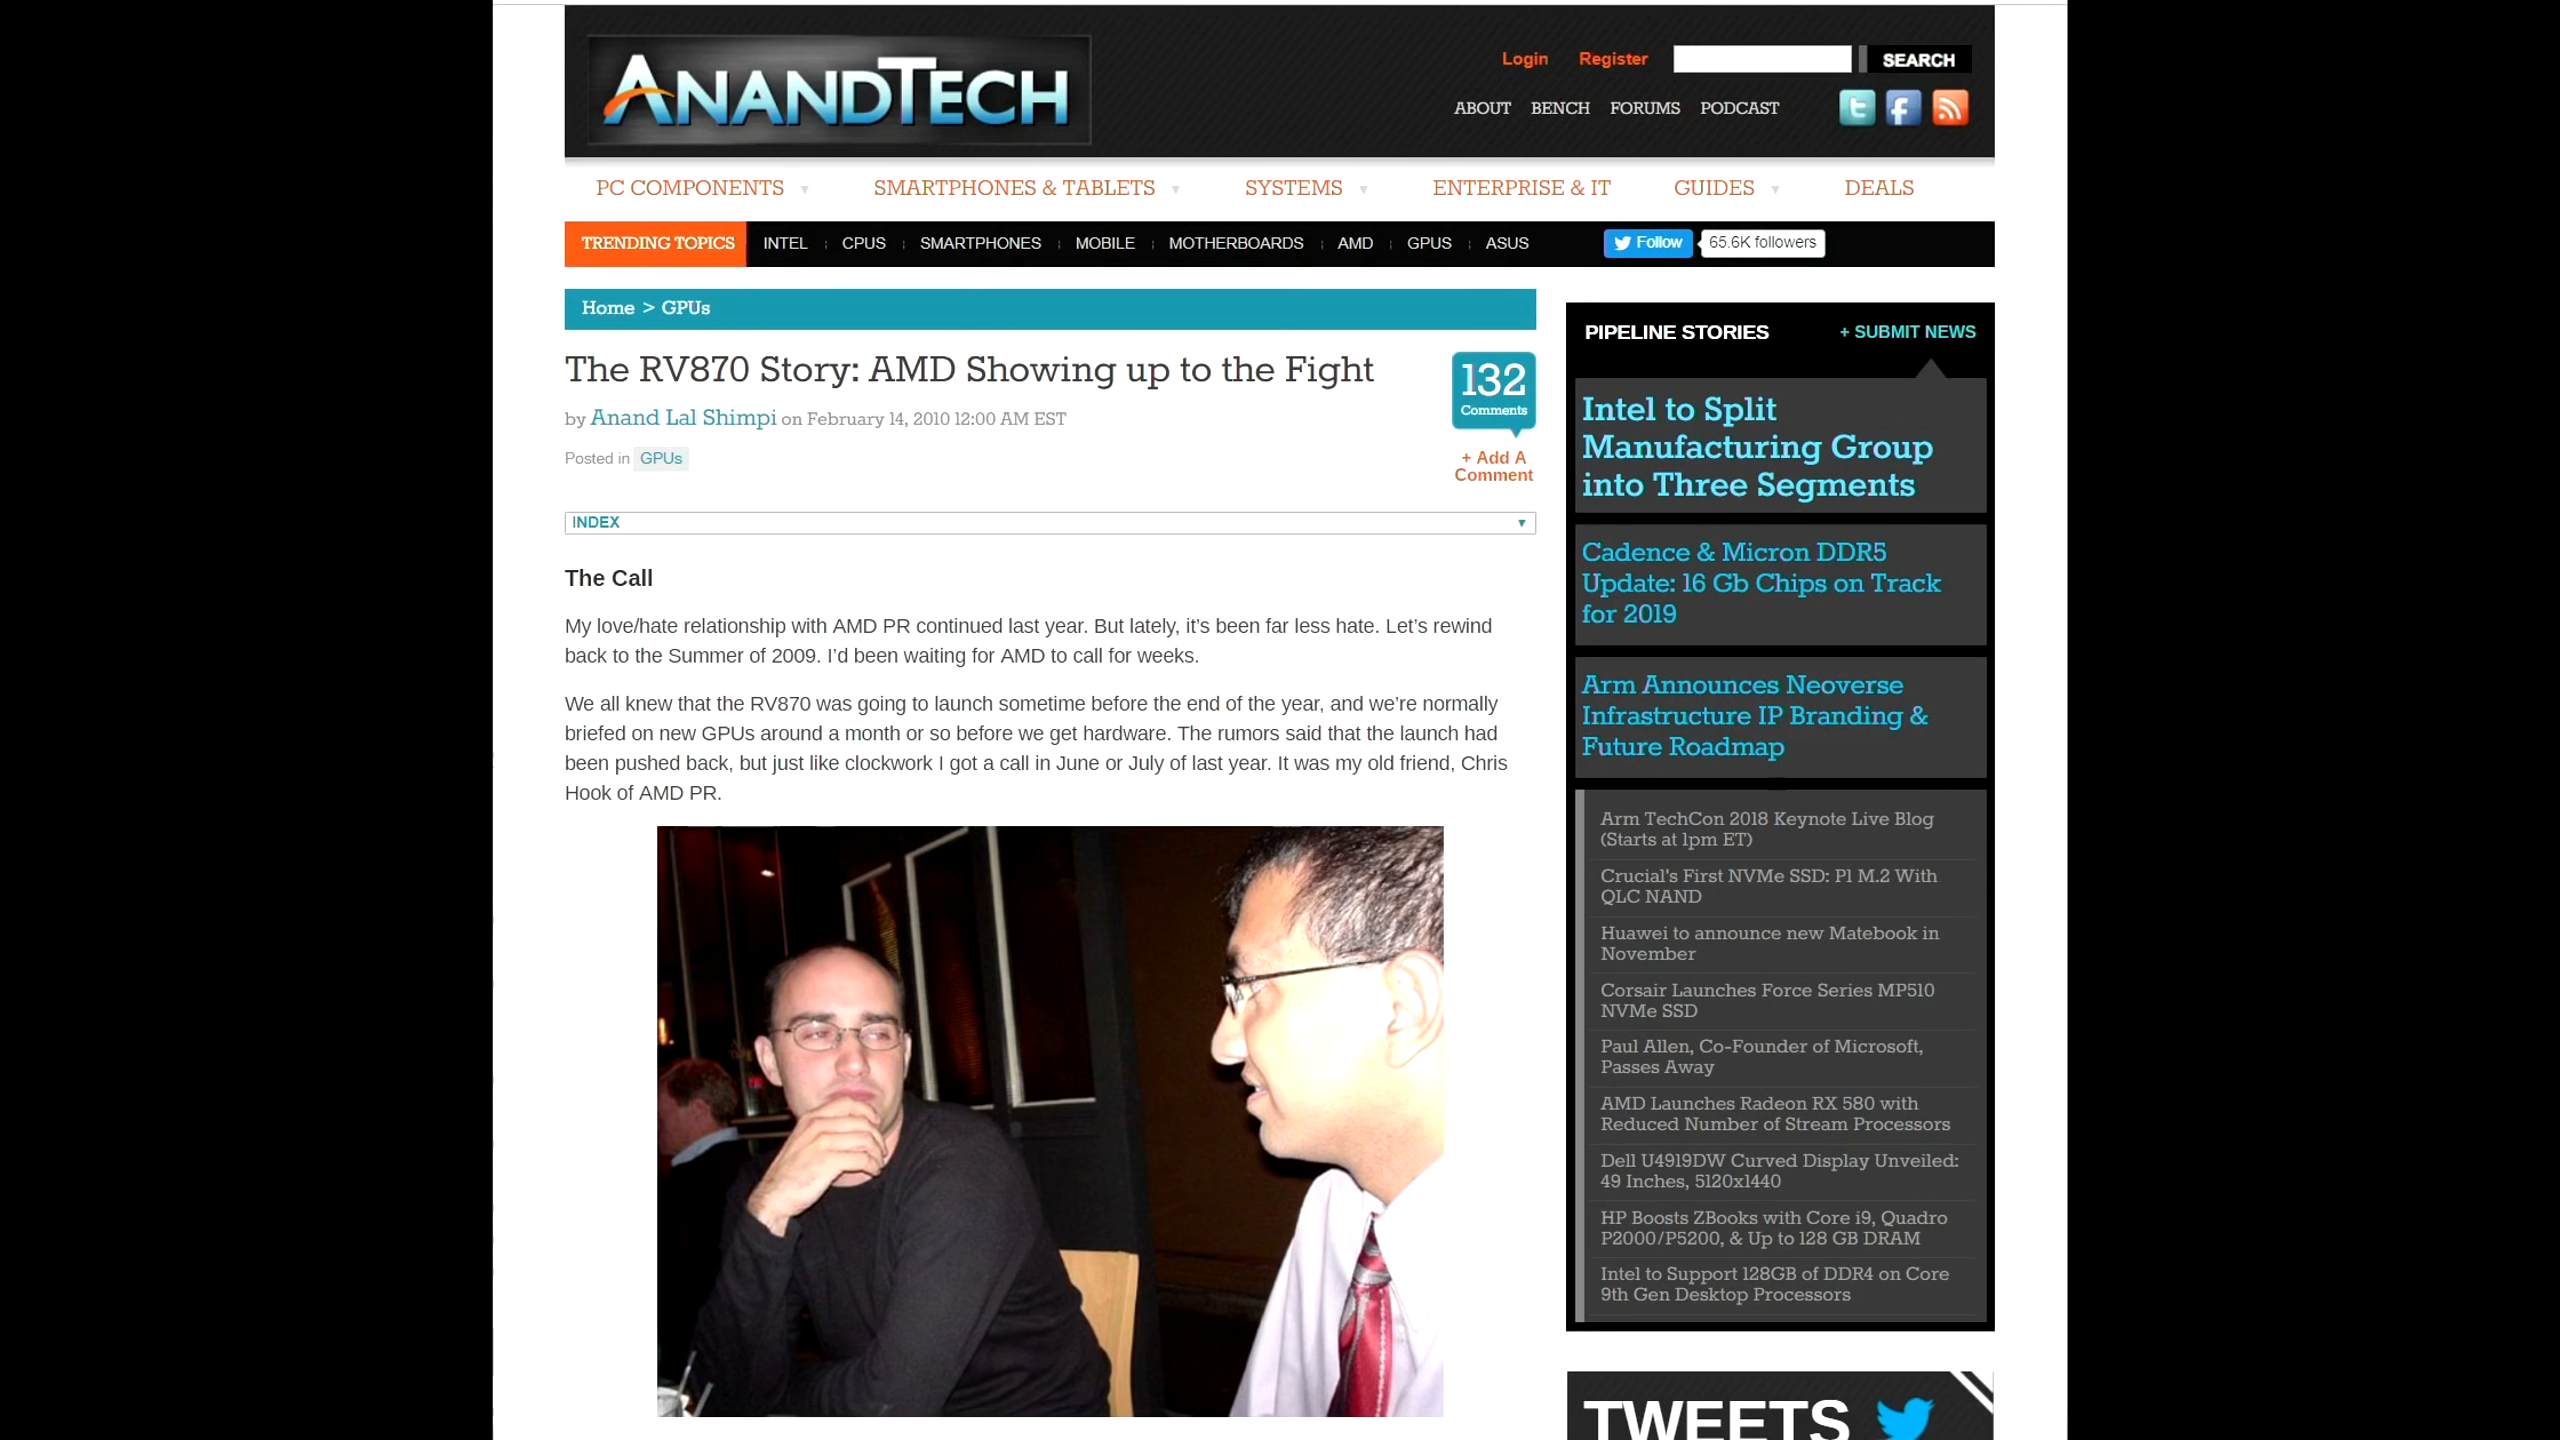 ANANDTECH
Login Register SEARCH
ABOUT BENCH FORUMS PODCAST
PC COMPONENTS SMARTPHONES & TABLETS SYSTEMS ENTERPRISE & IT GUIDES DEALS
TRENDING TOPICS INTEL CPUS SMARTPHONES MOBILE MOTHERBOARDS AMD GPUS ASUS Follow 65.6K followers
Home > GPUs
The RV870 Story: AMD Showing up to the Fight
by Anand Lal Shimpi on February 14, 2010 12:00 AM EST
Posted in GPUs
132
Comments
+ Add A
Comment
INDEX
The Call
My love/hate relationship with AMD PR continued last year. But lately, it’s been far less hate. Let’s rewind
back to the Summer of 2009. I’d been waiting for AMD to call for weeks.
We all knew that the RV870 was going to launch sometime before the end of the year, and we’re normally
briefed on new GPUs around a month or so before we get hardware. The rumors said that the launch had
been pushed back, but just like clockwork I got a call in June or July of last year. It was my old friend, Chris
Hook of AMD PR.
PIPELINE STORIES + SUBMIT NEWS
Intel to Split
Manufacturing Group
into Three Segments
Cadence & Micron DDR5
Update: 16 Gb Chips on Track
for 2019
Arm Announces Neoverse
Infrastructure IP Branding &
Future Roadmap
Arm TechCon 2018 Keynote Live Blog
(Starts at 1pm ET)
Crucial's First NVMe SSD: P1 M.2 With
QLC NAND
Huawei to announce new Matebook in
November
Corsair Launches Force Series MP510
NVMe SSD
Paul Allen, Co-Founder of Microsoft,
Passes Away
AMD Launches Radeon RX 580 with
Reduced Number of Stream Processors
Dell U4919DW Curved Display Unveiled:
49 Inches, 5120x1440
HP Boosts ZBooks with Core i9, Quadro
P2000/P5200, & Up to 128 GB DRAM
Intel to Support 128GB of DDR4 on Core
9th Gen Desktop Processors
TWEETS